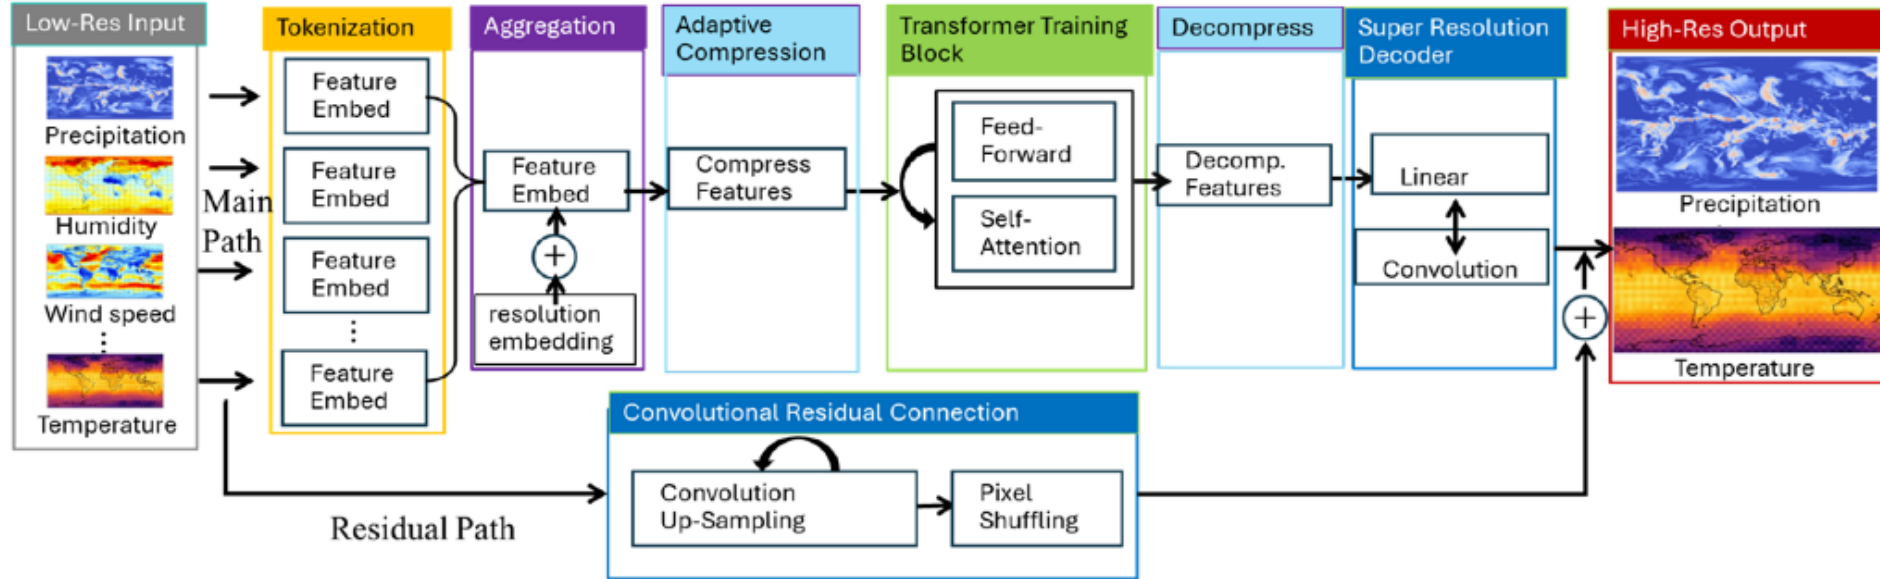 Low-Res Input
Precipitation
Humidity
Wind speed
Temperature
Main
Path
Tokenization
Feature
Embed
Feature
Embed
Feature
Embed
Feature
Embed
Aggregation
Feature
Embed
+
resolution
embedding
Adaptive
Compression
Compress
Features
Transformer Training
Block
Feed-
Forward
Self-
Attention
Decompress
Decomp.
Features
Super Resolution
Decoder
Linear
Convolution
+
High-Res Output
Precipitation
Temperature
Residual Path
Convolutional Residual Connection
Convolution
Up-Sampling
Pixel
Shuffling